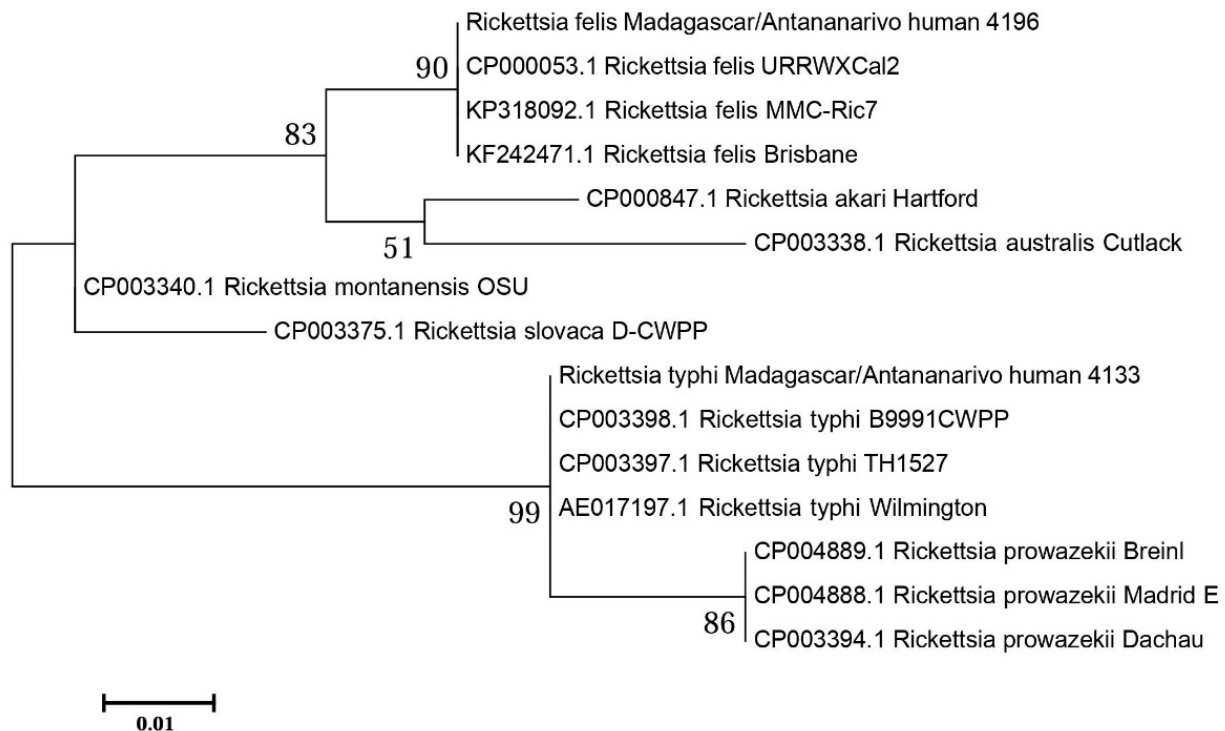 Rickettsia felis Madagascar/Antananarivo human 4196
90
CP000053.1 Rickettsia felis URRWXCal2
KP318092.1 Rickettsia felis MMC-Ric7
83
KF242471.1 Rickettsia felis Brisbane
CP000847.1 Rickettsia akari Hartford
51
CP003338.1 Rickettsia australis Cutlack
CP003340.1 Rickettsia montanensis OSU
CP003375.1 Rickettsia slovaca D-CWPP
Rickettsia typhi Madagascar/Antananarivo human 4133
CP003398.1 Rickettsia typhi B9991CWPP
CP003397.1 Rickettsia typhi TH1527
99
AE017197.1 Rickettsia typhi Wilmington
CP004889.1 Rickettsia prowazekii Breinl
CP004888.1 Rickettsia prowazekii Madrid E
86
CP003394.1 Rickettsia prowazekii Dachau
0.01